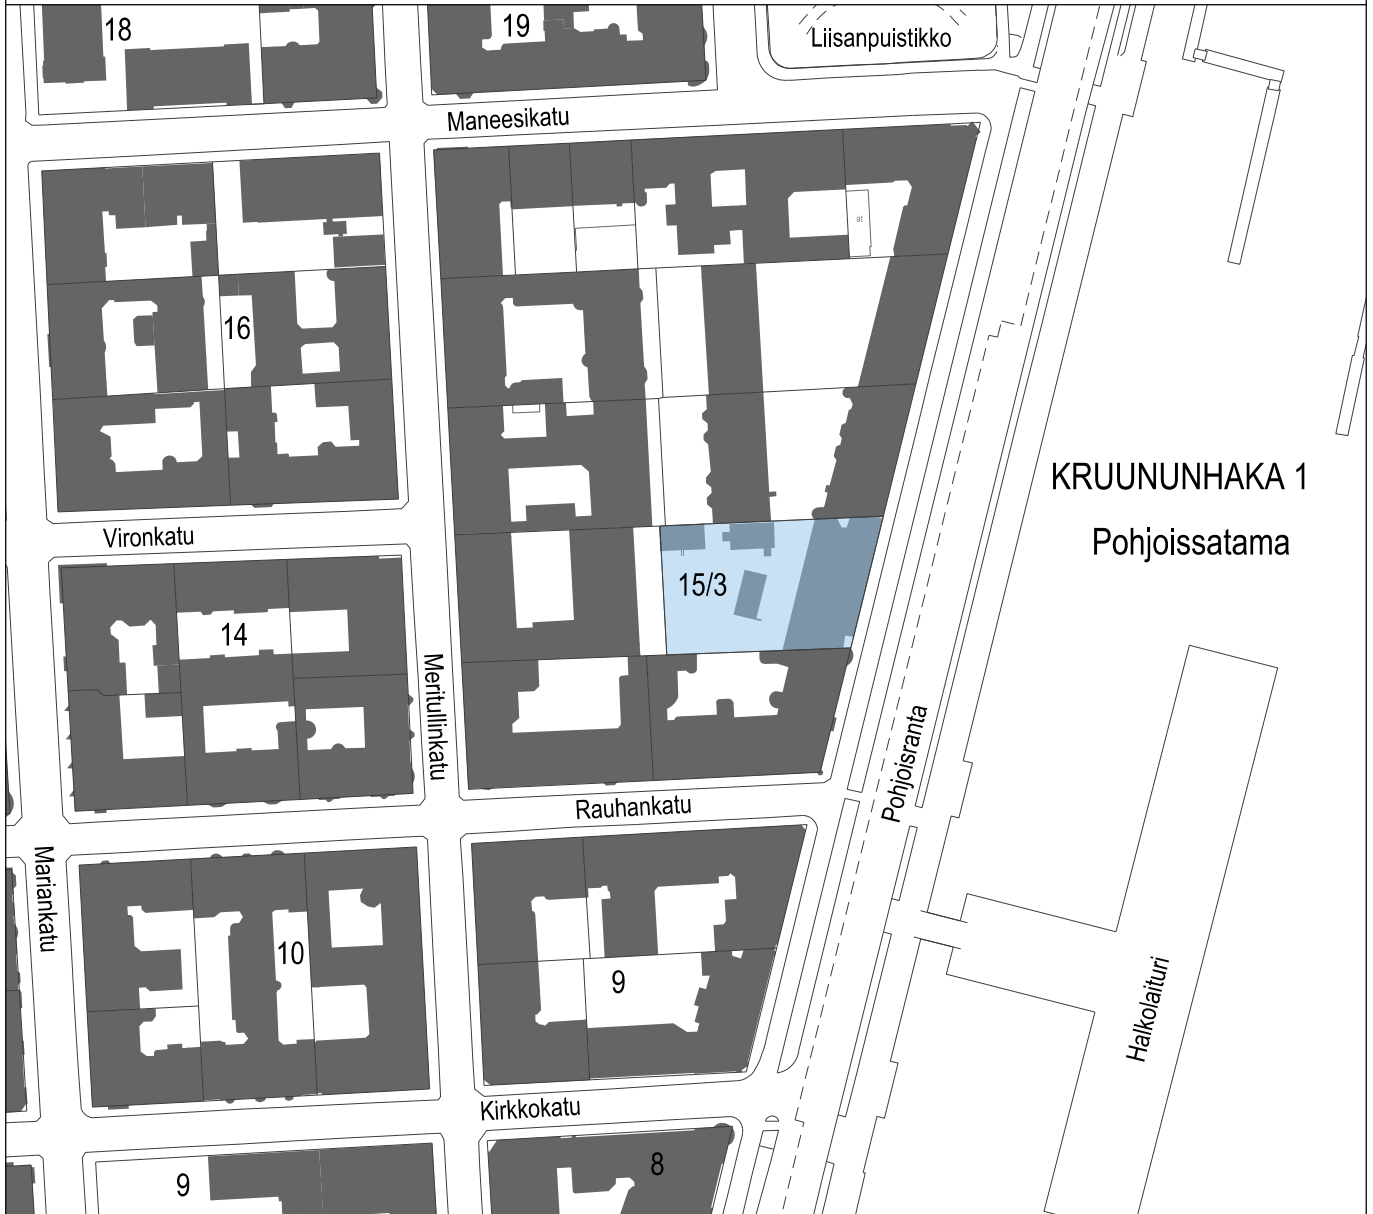 18
19
Liisanpuistikko
Maneesikatu
at
16
KRUUNUNHAKA 1
Vironkatu
Pohjoissatama
15/3
14
Meritullinkatu
Pohjoisranta
Rauhankatu
Mariankatu
10
9
Halkolaituri
Kirkkokatu
8
9